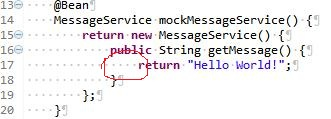 13 @Bean
14 MessageService mockMessageService() {
15 return new MessageService() {
16 public String getMessage() {
17 return "Hello World!";
18 }
19 };
20 }